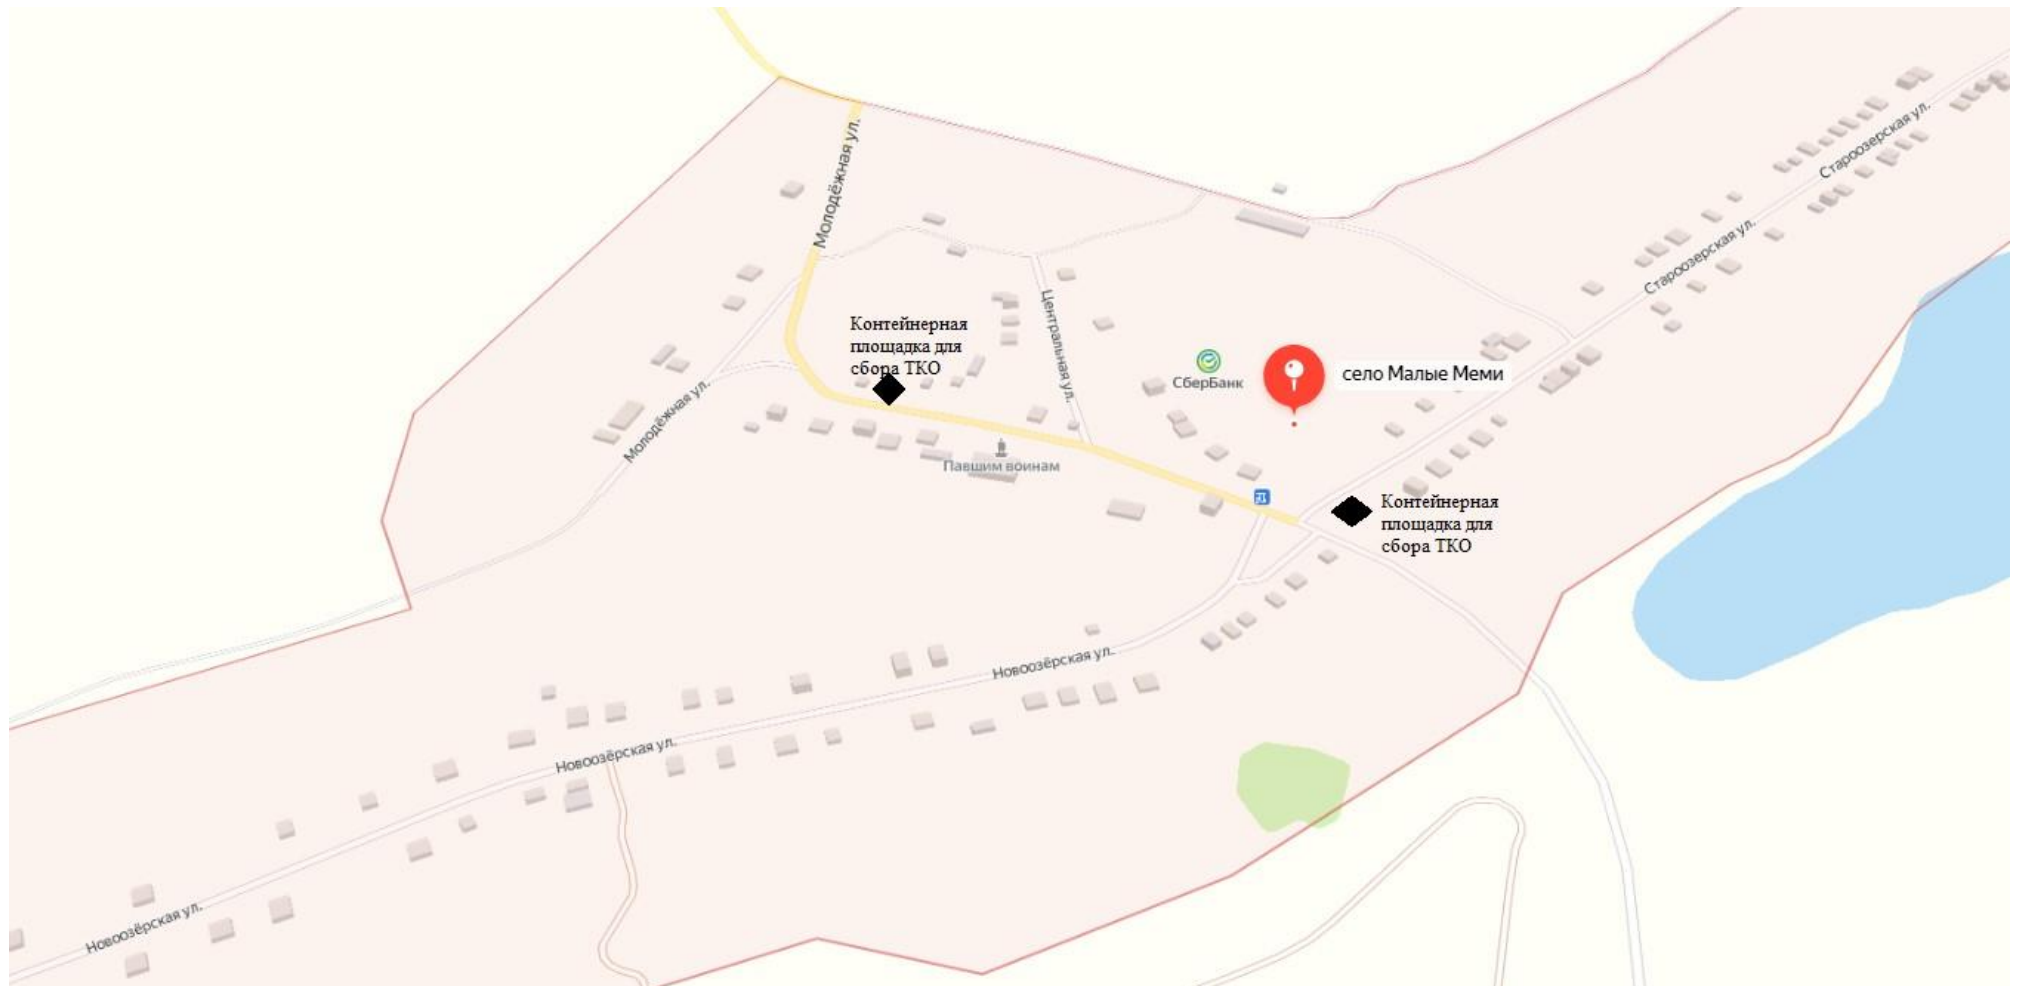 Молодёжная ул.
Староозерская ул.
Староозерская ул.
Контейнерная
площадка для
сбора ТКО
Центральная ул.
СберБанк
село Малые Меми
Молодёжная ул.
Павшим воинам
Контейнерная
площадка для
сбора ТКО
Новоозёрская ул.
Новоозёрская ул.
Новоозёрская ул.